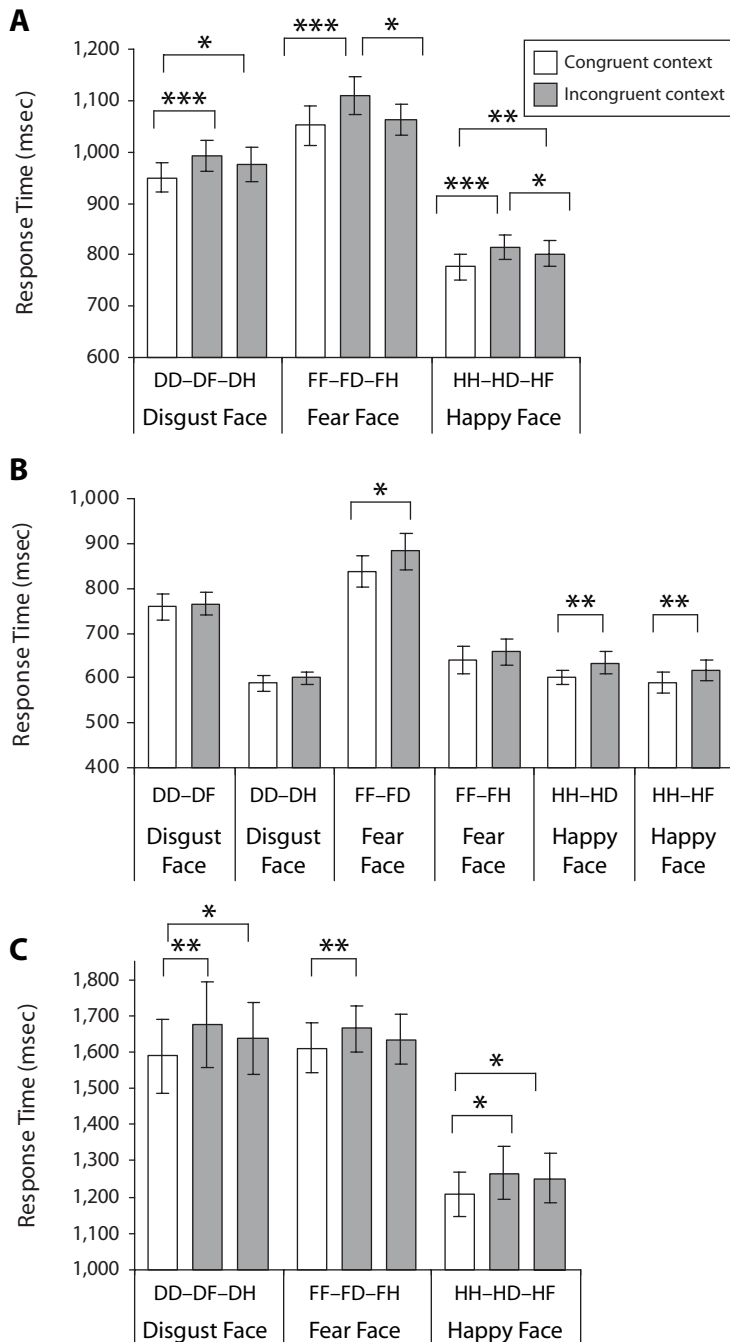 A
Response Time (msec)
1,200
1,100
1,000
900
800
700
600
*
***
***
*
**
***
*
Congruent context
Incongruent context
DD–DF–DH
FF–FD–FH
HH–HD–HF
Disgust Face
Fear Face
Happy Face
B
Response Time (msec)
1,000
900
800
700
600
500
400
*
**
**
DD–DF
DD–DH
FF–FD
FF–FH
HH–HD
HH–HF
Disgust
Face
Disgust
Face
Fear
Face
Fear
Face
Happy
Face
Happy
Face
C
Response Time (msec)
1,800
1,700
1,600
1,500
1,400
1,300
1,200
1,100
1,000
*
**
**
*
*
DD–DF–DH
FF–FD–FH
HH–HD–HF
Disgust Face
Fear Face
Happy Face